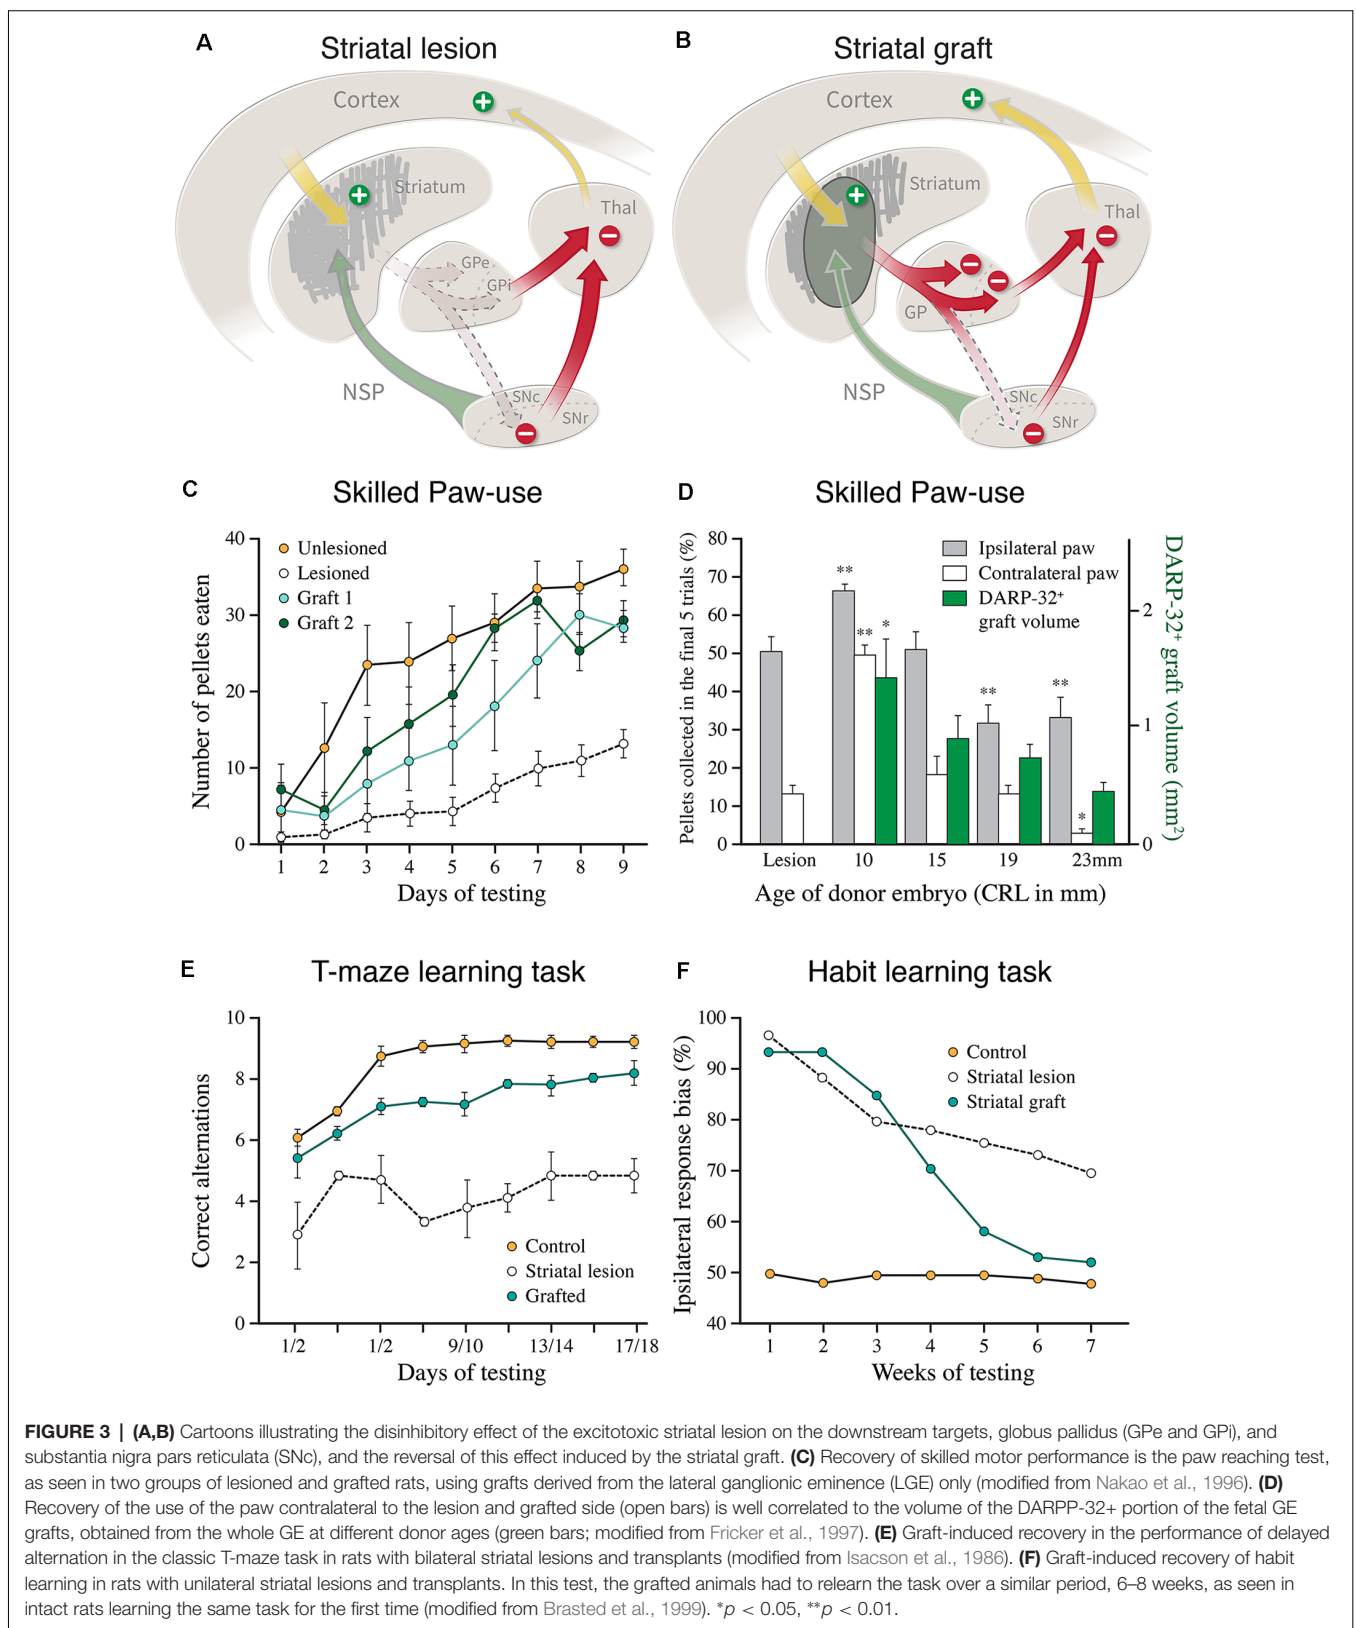 A
Striatal lesion
Cortex
Striatum
Thal
GPe
GPi
NSP
SNc
SNr
B
Striatal graft
Cortex
Striatum
Thal
GP
NSP
SNc
SNr
C
Skilled Paw-use
Number of pellets eaten
40
30
20
10
0
Unlesioned
Lesioned
Graft 1
Graft 2
1 2 3 4 5 6 7 8 9
Days of testing
D
Skilled Paw-use
Pellets collected in the final 5 trials (%)
80
70
60
50
40
30
20
10
0
Ipsilateral paw
Contralateral paw
DARP-32+
graft volume
**
** *
**
**
*
2
1
0
DARP-32+ graft volume (mm2)
Lesion 10 15 19 23mm
Age of donor embryo (CRL in mm)
E
T-maze learning task
Correct alternations
10
8
6
4
2
0
Control
Striatal lesion
Grafted
1/2 1/2 9/10 13/14 17/18
Days of testing
F
Habit learning task
Ipsilateral response bias (%)
100
90
80
70
60
50
40
Control
Striatal lesion
Striatal graft
1 2 3 4 5 6 7
Weeks of testing
FIGURE 3 | (A,B) Cartoons illustrating the disinhibitory effect of the excitotoxic striatal lesion on the downstream targets, globus pallidus (GPe and GPi), and
substantia nigra pars reticulata (SNc), and the reversal of this effect induced by the striatal graft. (C) Recovery of skilled motor performance is the paw reaching test,
as seen in two groups of lesioned and grafted rats, using grafts derived from the lateral ganglionic eminence (LGE) only (modified from Nakao et al., 1996). (D)
Recovery of the use of the paw contralateral to the lesion and grafted side (open bars) is well correlated to the volume of the DARPP-32+ portion of the fetal GE
grafts, obtained from the whole GE at different donor ages (green bars; modified from Fricker et al., 1997). (E) Graft-induced recovery in the performance of delayed
alternation in the classic T-maze task in rats with bilateral striatal lesions and transplants (modified from Isacson et al., 1986). (F) Graft-induced recovery of habit
learning in rats with unilateral striatal lesions and transplants. In this test, the grafted animals had to relearn the task over a similar period, 6–8 weeks, as seen in
intact rats learning the same task for the first time (modified from Brasted et al., 1999). *p < 0.05, **p < 0.01.